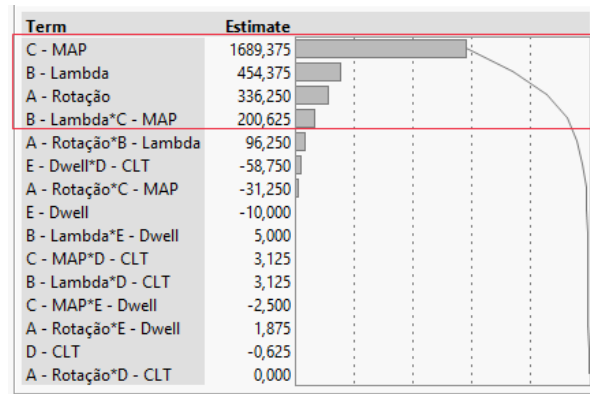 Term Estimate
C - MAP 1689,375
B - Lambda 454,375
A - Rotação 336,250
B - Lambda*C - MAP 200,625
A - Rotação*B - Lambda 96,250
E - Dwell*D - CLT -58,750
A - Rotação*C - MAP -31,250
E - Dwell -10,000
B - Lambda*E - Dwell 5,000
C - MAP*D - CLT 3,125
B - Lambda*D - CLT 3,125
C - MAP*E - Dwell -2,500
A - Rotação*E - Dwell 1,875
D - CLT -0,625
A - Rotação*D - CLT 0,000